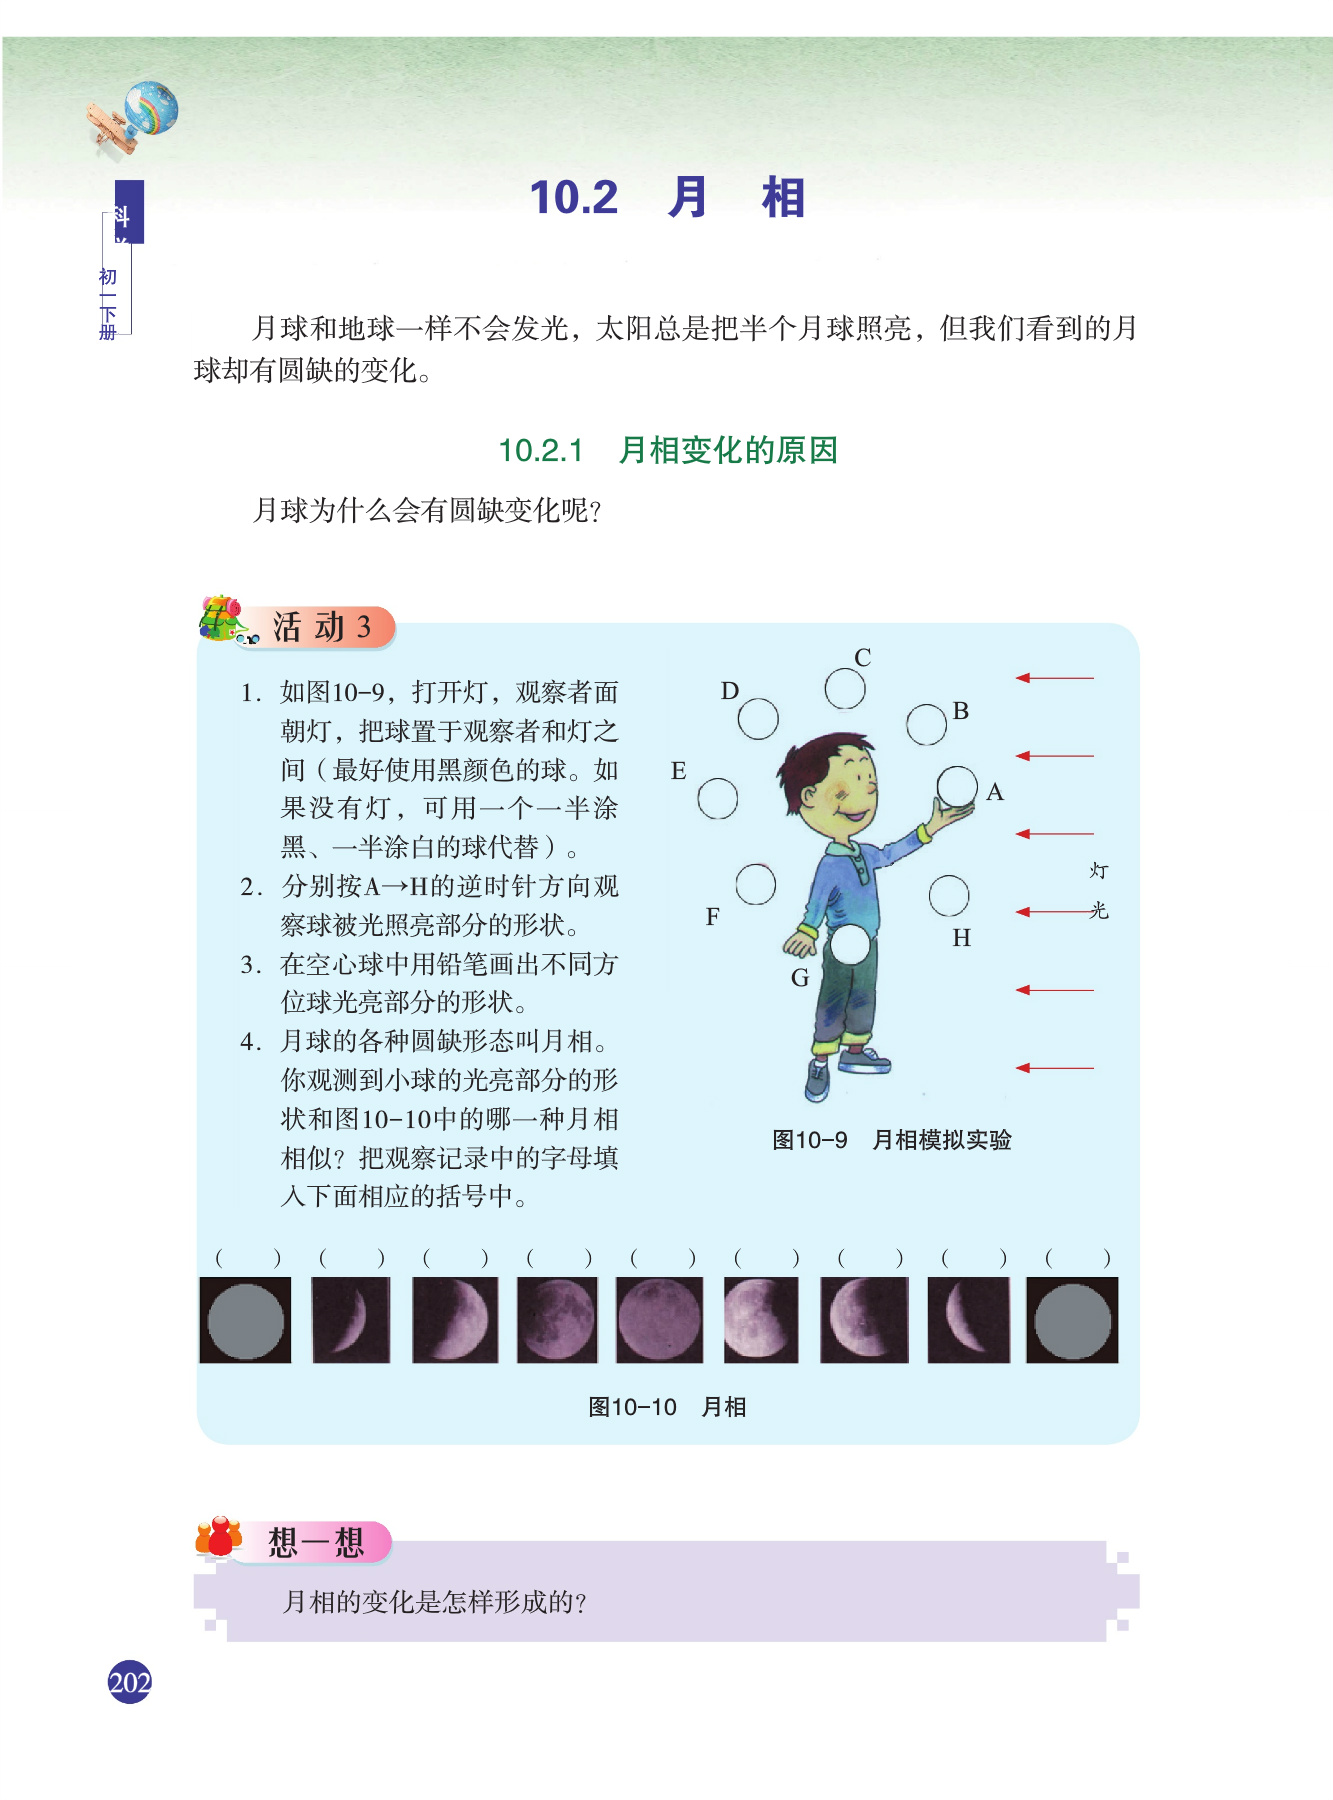 10.2 月 相
科
初一下册
月球和地球一样不会发光，太阳总是把半个月球照亮，但我们看到的月
球却有圆缺的变化。
10.2.1 月相变化的原因
月球为什么会有圆缺变化呢？
活动3
1. 如图10-9，打开灯，观察者面
朝灯，把球置于观察者和灯之
间（最好使用黑颜色的球。如
果没有灯，可用一个一半涂
黑、一半涂白的球代替）。
2. 分别按A→H的逆时针方向观
察球被光照亮部分的形状。
3. 在空心球中用铅笔画出不同方
位球光亮部分的形状。
4. 月球的各种圆缺形态叫月相。
你观测到小球的光亮部分的形
状和图10-10中的哪一种月相
相似？把观察记录中的字母填
入下面相应的括号中。
C
D
B
E
A
F
H
G
灯
光
图10-9 月相模拟实验
（ ）（ ）（ ）（ ）（ ）（ ）（ ）（ ）（ ）
图10-10 月相
想一想
月相的变化是怎样形成的？
202